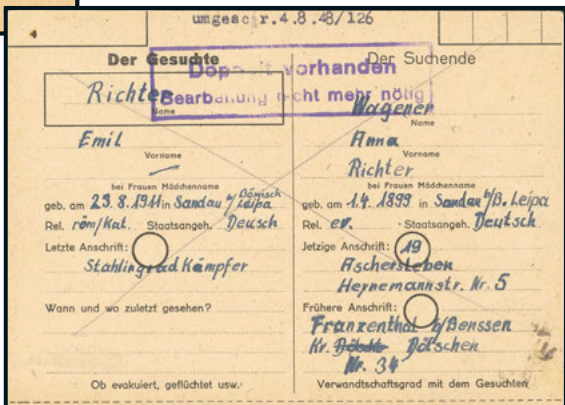 umgeschr.4.8.48/126
Doppelt vorhanden
Bearbeitung nicht mehr nötig
Der Gesuchte
Richter
Name
Emil
Vorname
bei Frauen Mädchenname
geb. am 23.8.1911 in Sandau b/Bömisch Leipa
Rel. röm/Kat. Staatsangeh. Deusch
Letzte Anschrift:
Stahlingrad Kämpfer
Wann und wo zuletzt gesehen?
Ob evakuiert, geflüchtet usw.
Der Suchende
Wagener
Name
Anna
Vorname
Richter
bei Frauen Mädchenname
geb. am 1.4. 1899 in Sandau b/B. Leipa
Rel. ev. Staatsangeh. Deutsch
Jetzige Anschrift: 19
Aschersleben
Heynemannstr. Nr. 5
Frühere Anschrift:
Franzenthal b/Benssen
Kr. Dötschen
Nr. 34
Verwandtschaftsgrad mit dem Gesuchten